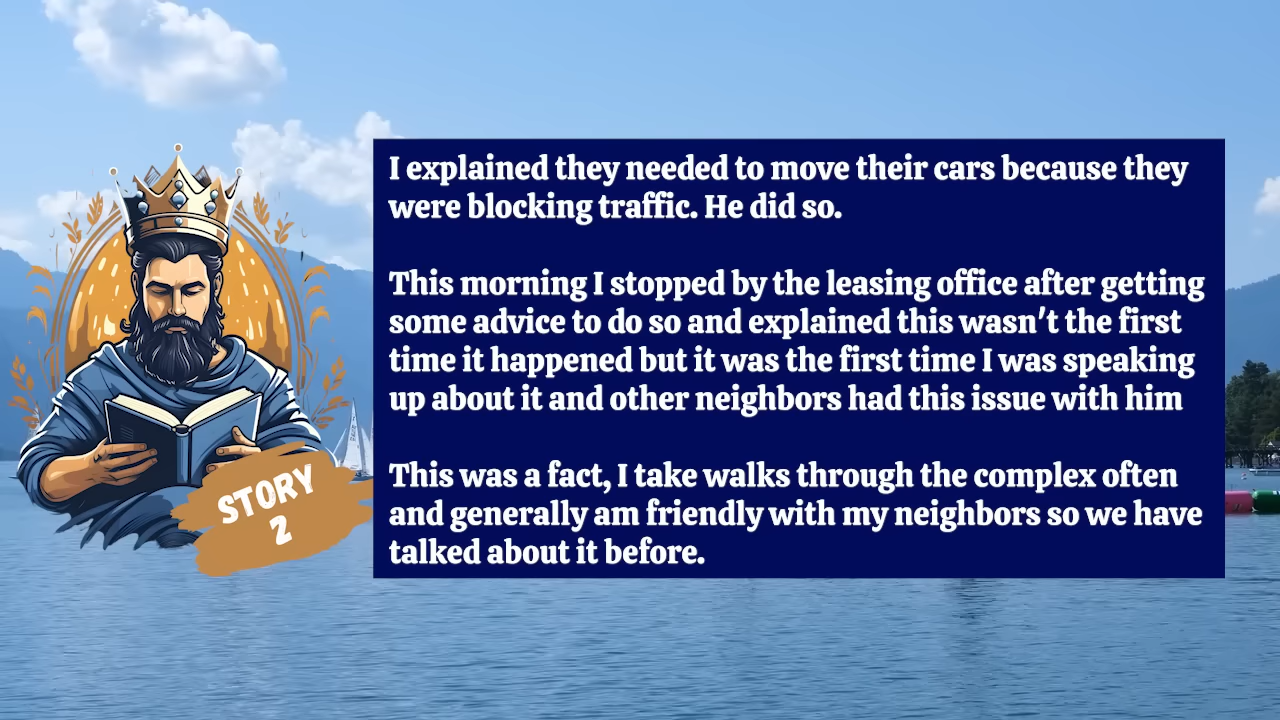 I explained they needed to move their cars because they
were blocking traffic. He did so.
This morning I stopped by the leasing office after getting
some advice to do so and explained this wasn't the first
time it happened but it was the first time I was speaking
up about it and other neighbors had this issue with him
This was a fact, I take walks through the complex often
and generally am friendly with my neighbors so we have
talked about it before.
STORY
2